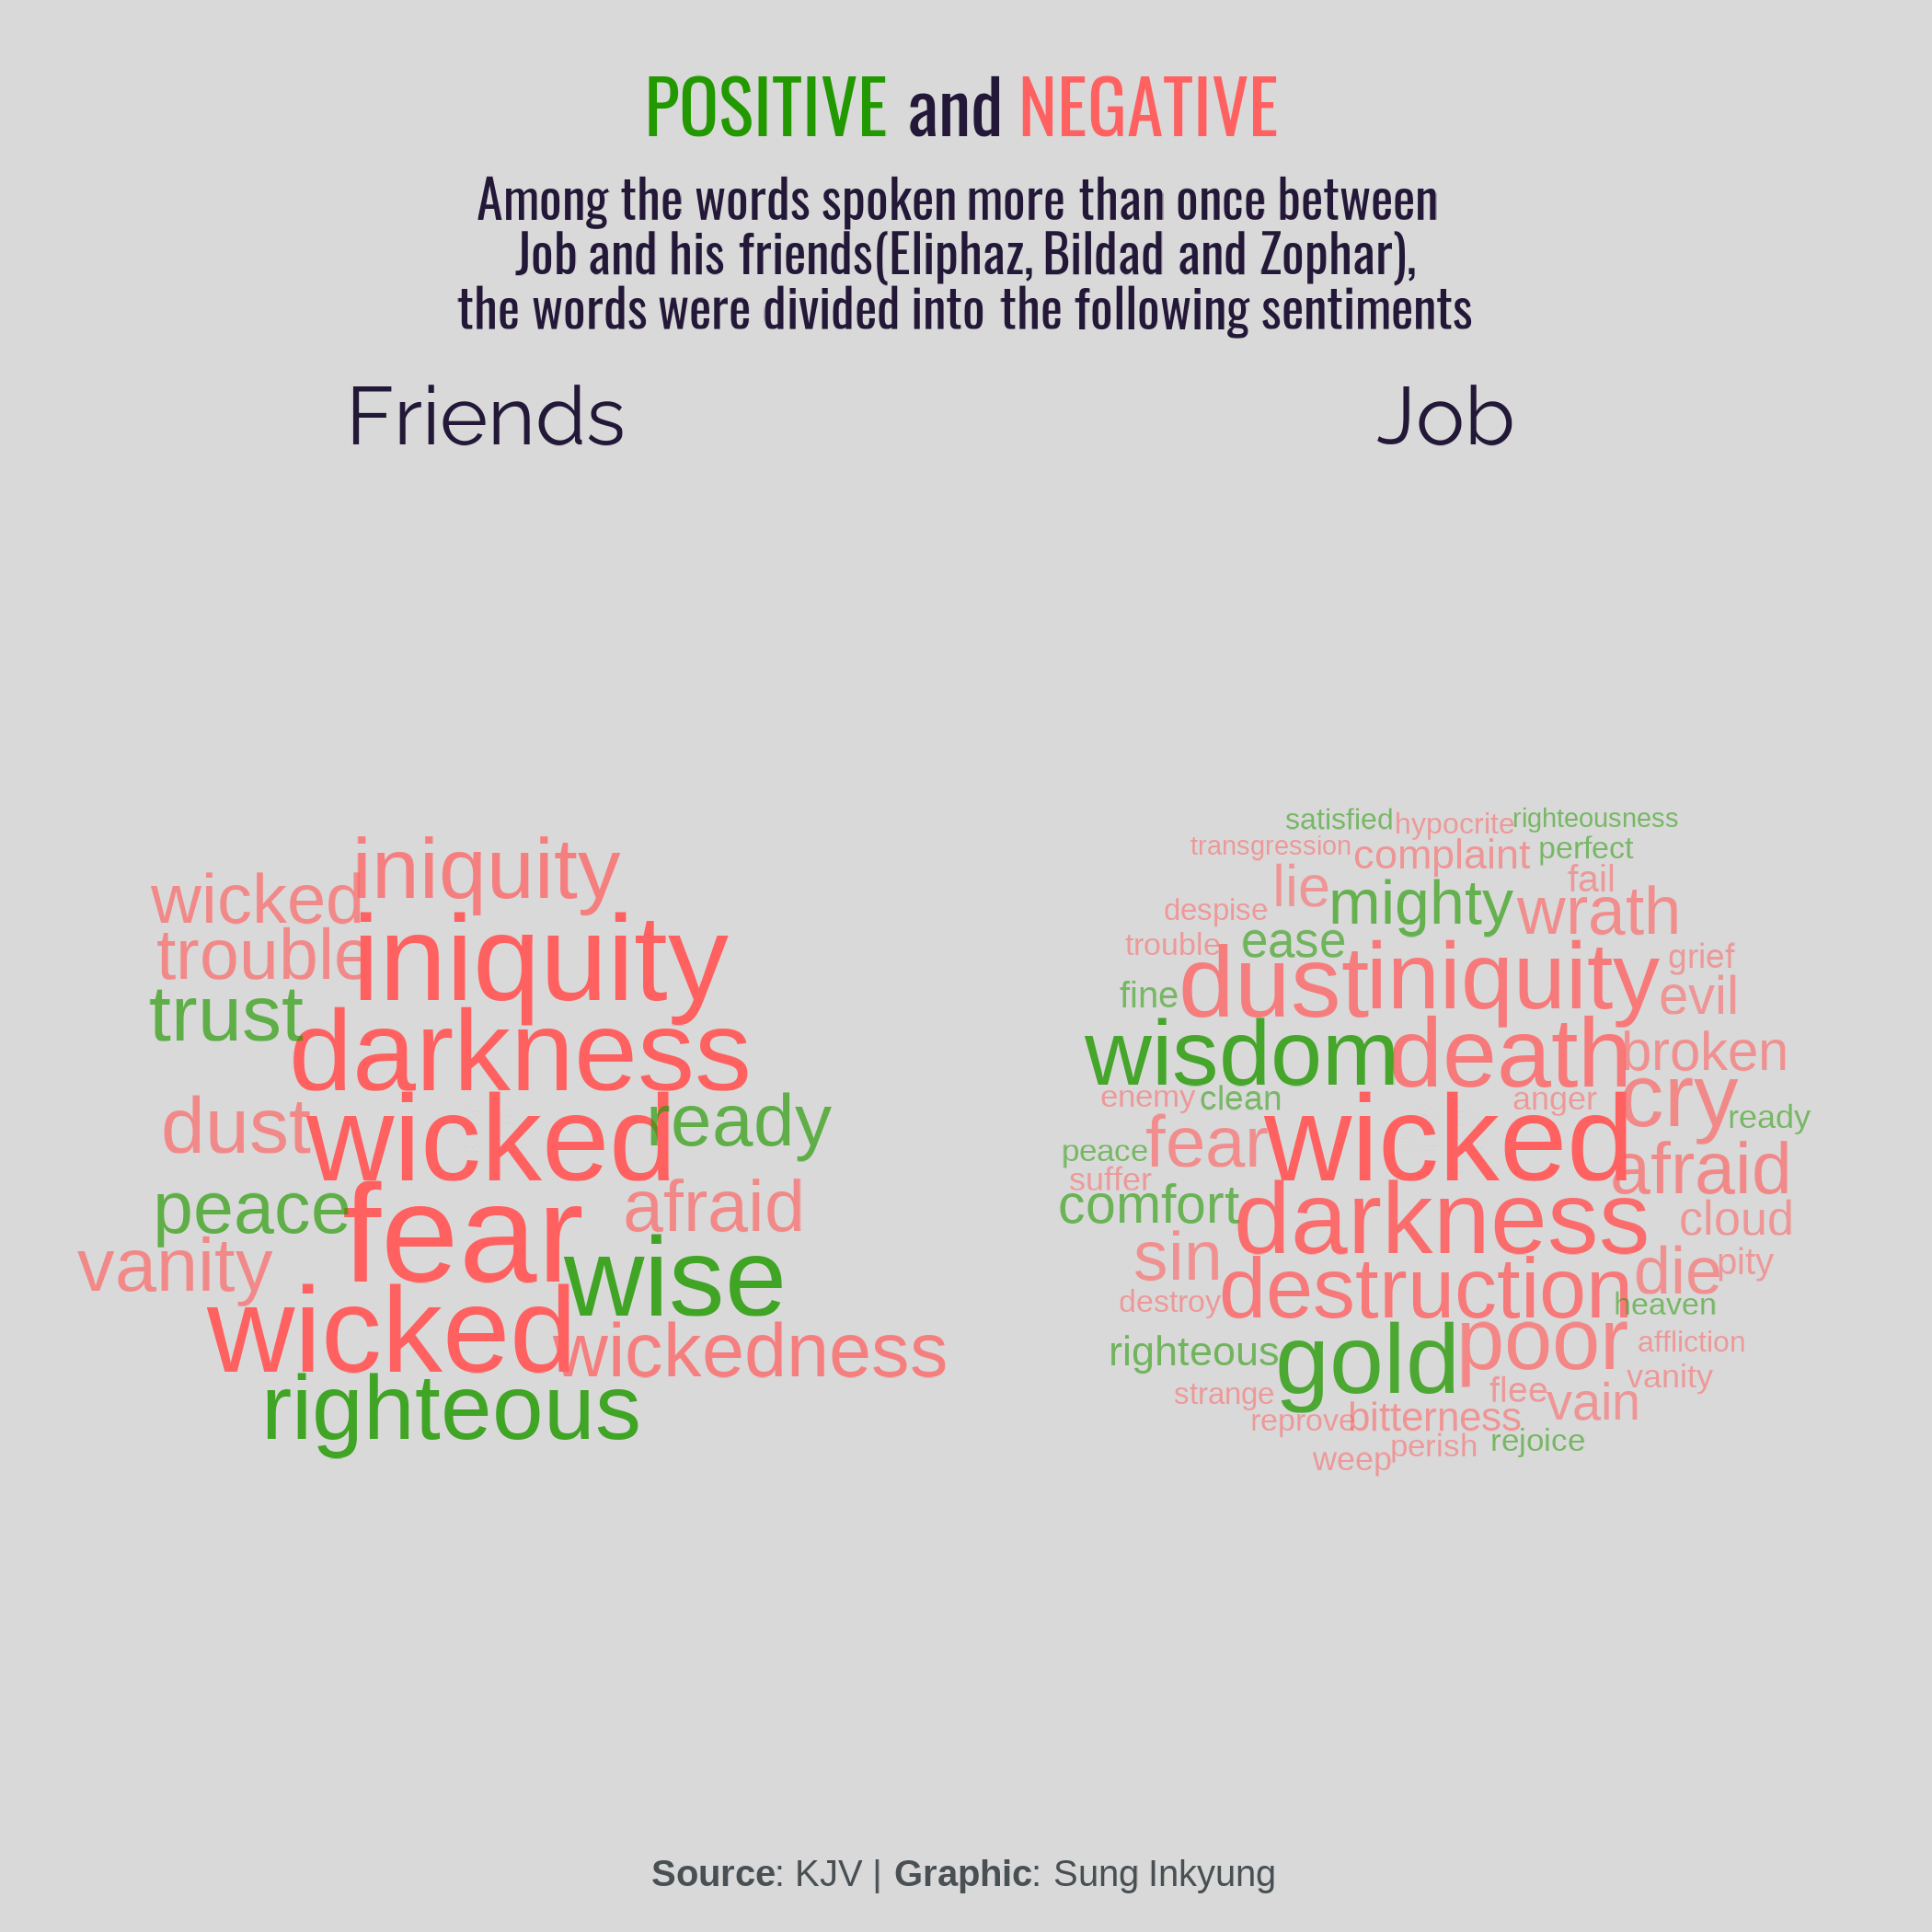 POSITIVE and NEGATIVE
Among the words spoken more than once between
Job and his friends(Eliphaz, Bildad and Zophar),
the words were divided into the following sentiments
Friends
iniquity
wicked
trouble
iniquity
trust
darkness
dust
wicked
ready
peace
fear
afraid
vanity
wise
wicked
wickedness
righteous
Job
satisfied
hypocrite
righteousness
transgression
complaint
perfect
lie
fail
despise
mighty
wrath
trouble
ease
grief
fine
dust
iniquity
evil
wisdom
death
broken
enemy
clean
anger
cry
ready
peace
fear
wicked
afraid
suffer
comfort
darkness
cloud
sin
die
pity
destroy
destruction
heaven
righteous
gold
poor
affliction
strange
flee
vain
vanity
reprove
bitterness
weep
perish
rejoice
Source: KJV | Graphic: Sung Inkyung